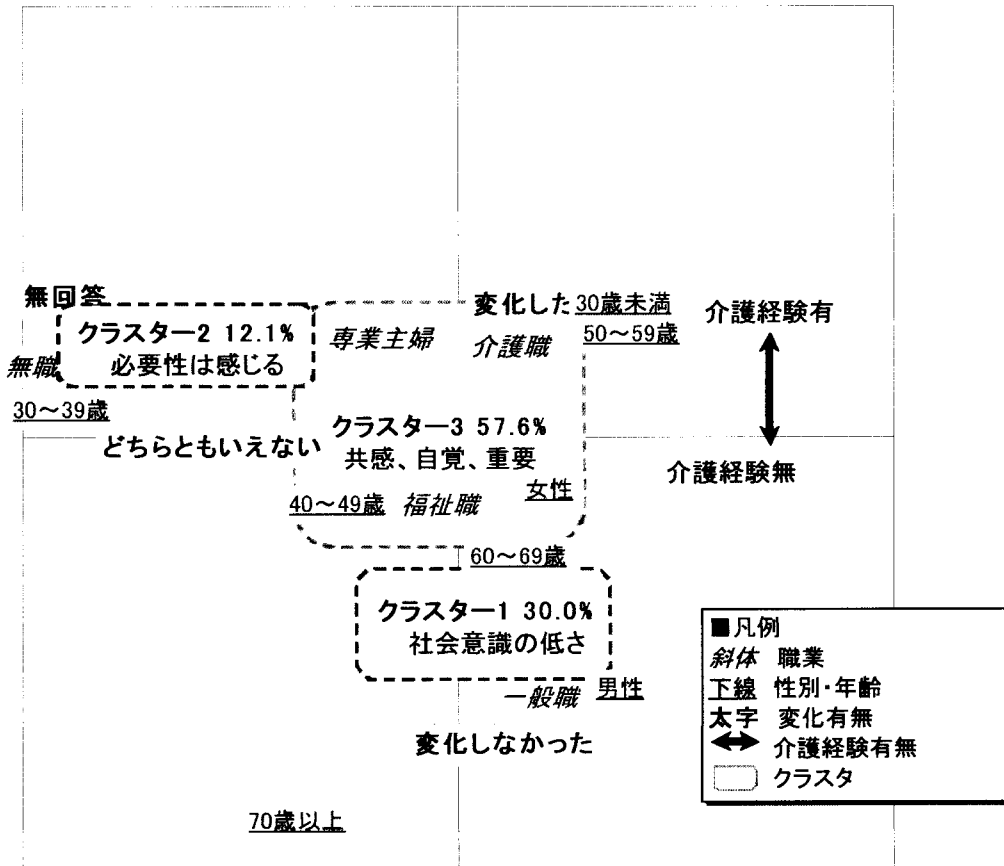 無回答
変化した 30歳未満
介護経験有
クラスター2 12.1%
必要性は感じる
専業主婦
介護職
50～59歳
無職
30～39歳
どちらともいえない
クラスター3 57.6%
共感、自覚、重要
介護経験無
女性
40～49歳 福祉職
60～69歳
クラスター1 30.0%
社会意識の低さ
一般職 男性
変化しなかった
70歳以上
■凡例
斜体 職業
下線 性別・年齢
太字 変化有無
介護経験有無
クラスタ